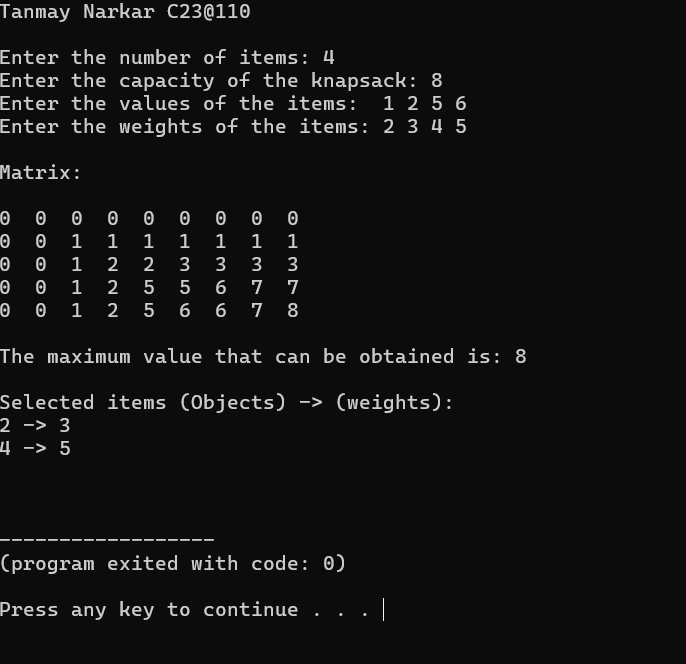 Tanmay Narkar C23@110
Enter the number of items: 4
Enter the capacity of the knapsack: 8
Enter the values of the items:  1 2 5 6
Enter the weights of the items: 2 3 4 5
Matrix:
0  0  0  0  0  0  0  0  0
0  0  1  1  1  1  1  1  1
0  0  1  2  2  3  3  3  3
0  0  1  2  5  5  6  7  7
0  0  1  2  5  6  6  7  8
The maximum value that can be obtained is: 8
Selected items (Objects) -> (weights):
2 -> 3
4 -> 5
------------------
(program exited with code: 0)
Press any key to continue . . .